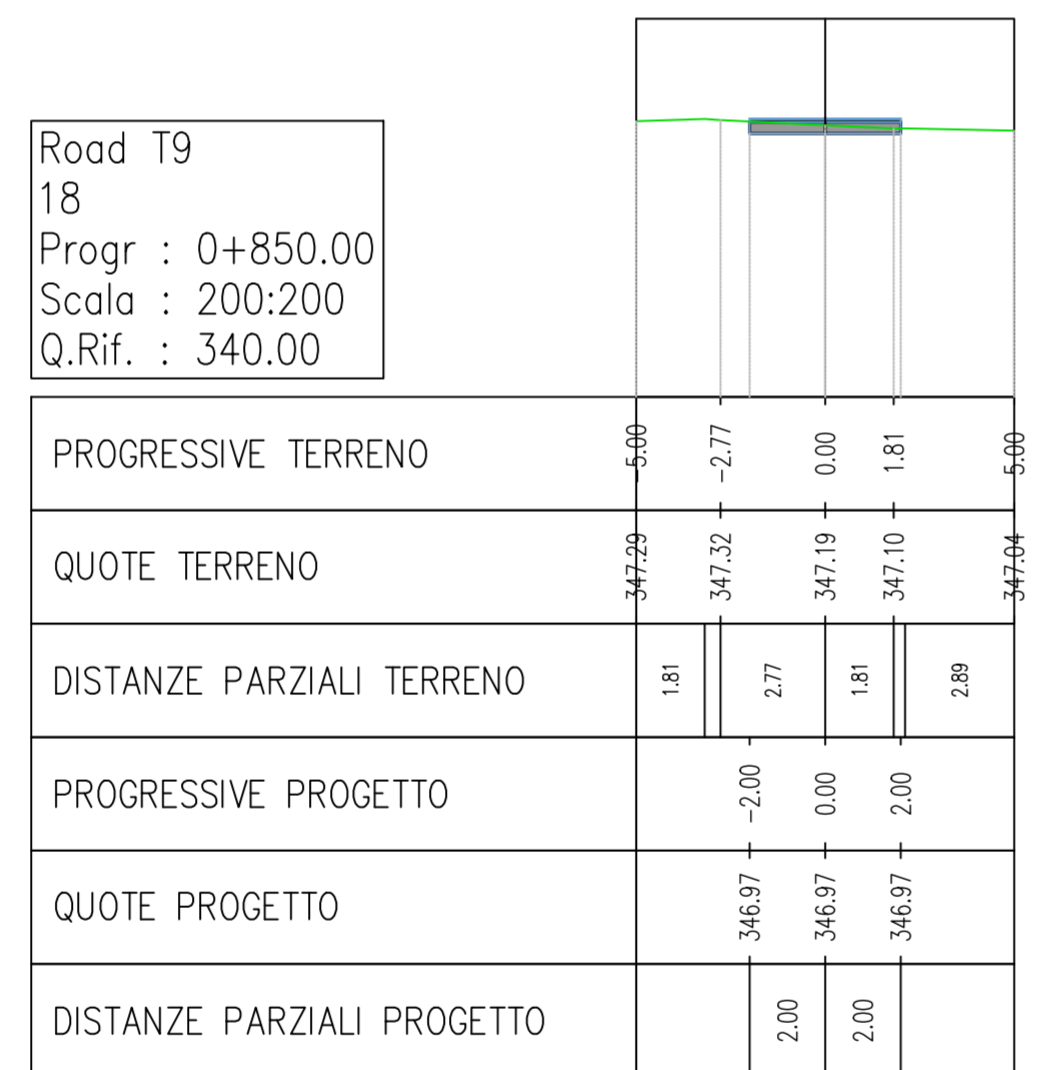 Road T9
18
Progr : 0+850.00
Scala : 200:200
Q.Rif. : 340.00
PROGRESSIVE TERRENO -5.00 -2.77 0.00 1.81 5.00
QUOTE TERRENO 347.29 347.32 347.19 347.10 347.04
DISTANZE PARZIALI TERRENO 1.81 2.77 1.81 2.89
PROGRESSIVE PROGETTO -2.00 0.00 2.00
QUOTE PROGETTO 346.97 346.97 346.97
DISTANZE PARZIALI PROGETTO 2.00 2.00